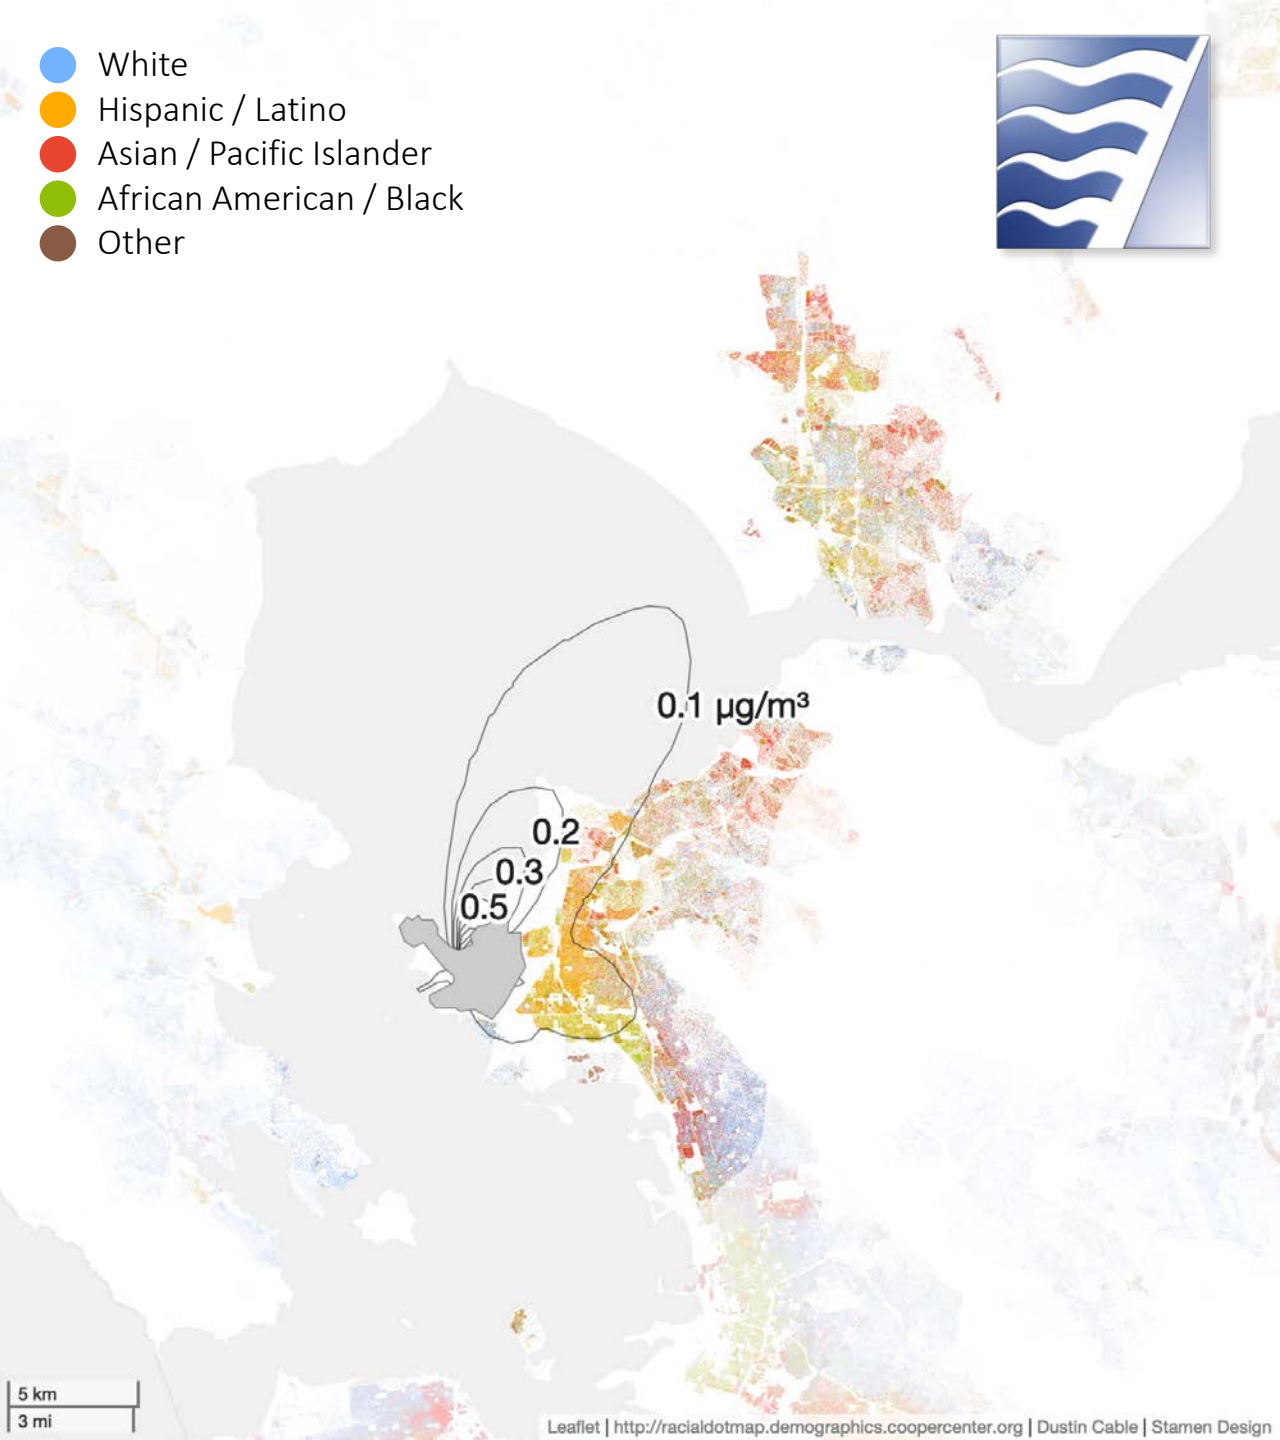 White
Hispanic / Latino
Asian / Pacific Islander
African American / Black
Other
0.1 µg/m³
0.2
0.3
0.5
5 km
3 mi
Leaflet | http://racialdotmap.demographics.coopercenter.org | Dustin Cable | Stamen Design